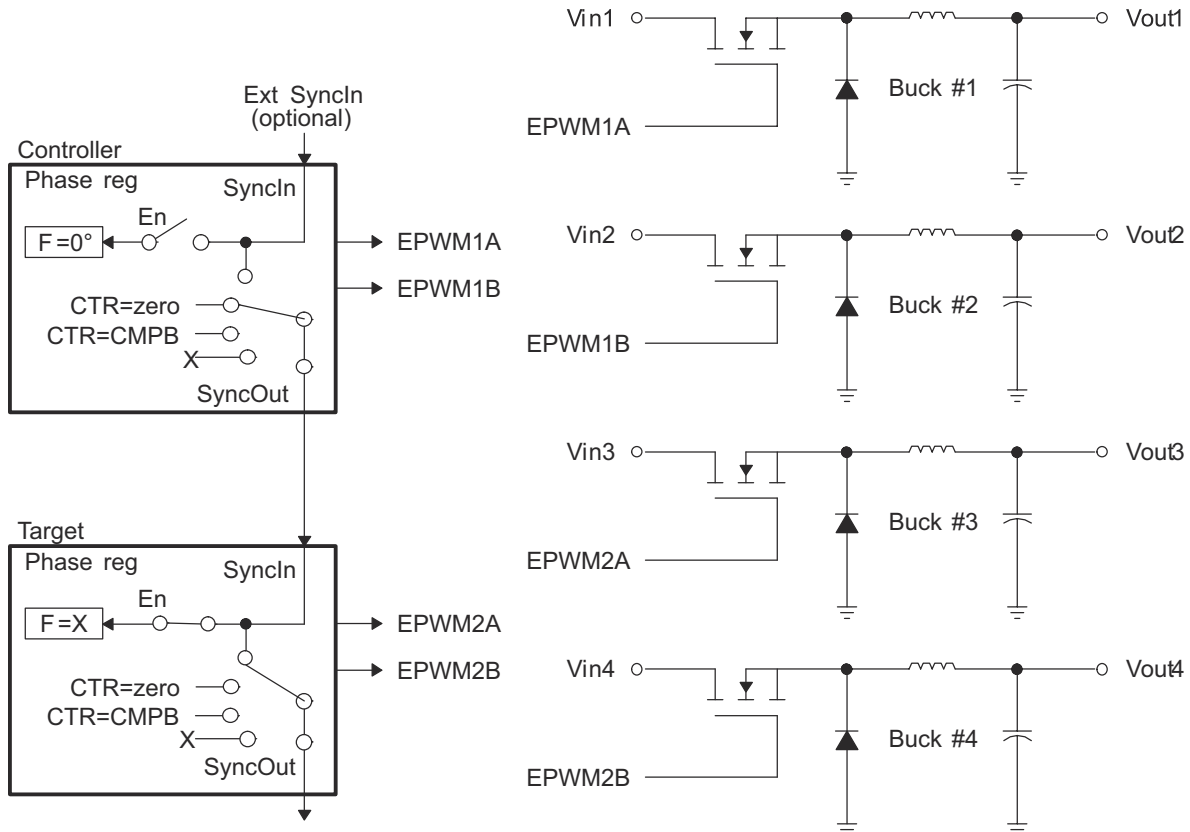 Ext SyncIn
(optional)
Controller
Phase reg
SyncIn
En
F=0°
EPWM1A
EPWM1B
CTR=zero
CTR=CMPB
X
SyncOut
Target
Phase reg
SyncIn
En
F=X
EPWM2A
EPWM2B
CTR=zero
CTR=CMPB
X
SyncOut
Vin1
Vout1
Buck #1
EPWM1A
Vin2
Vout2
Buck #2
EPWM1B
Vin3
Vout3
Buck #3
EPWM2A
Vin4
Vout4
Buck #4
EPWM2B